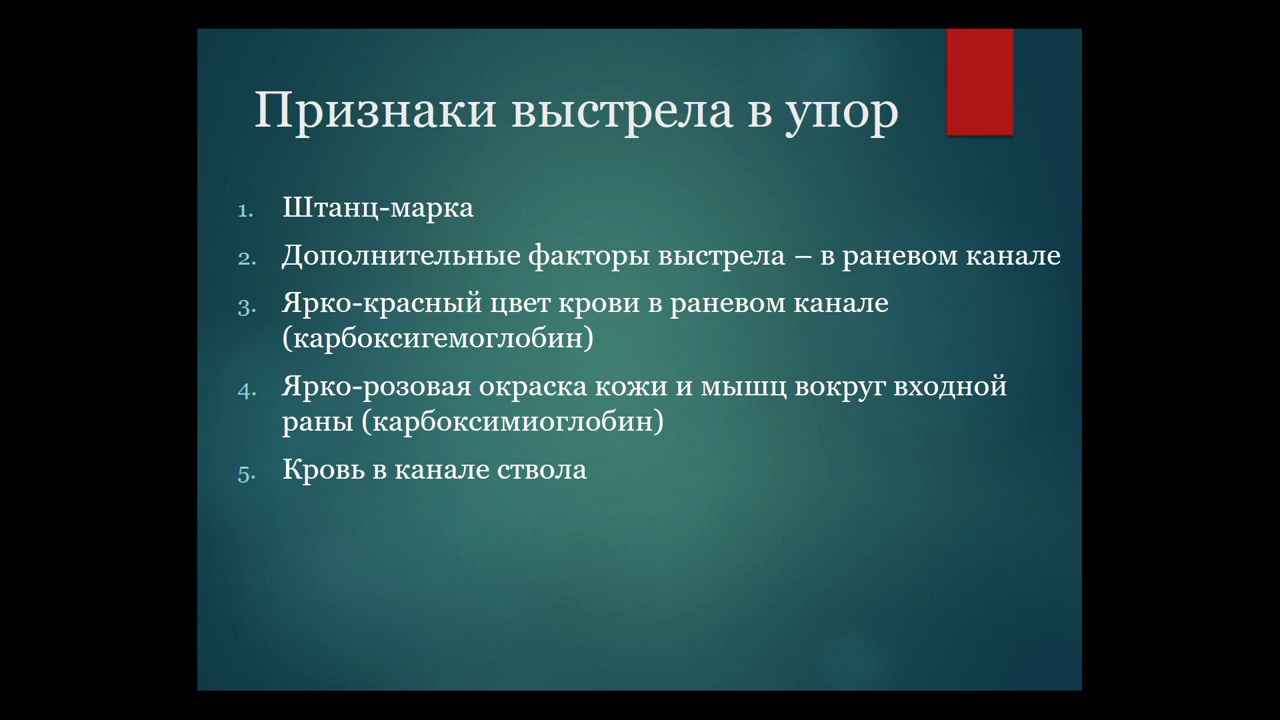 Признаки выстрела в упор
1. Штанц-марка
2. Дополнительные факторы выстрела – в раневом канале
3. Ярко-красный цвет крови в раневом канале
(карбоксигемоглобин)
4. Ярко-розовая окраска кожи и мышц вокруг входной
раны (карбоксимиоглобин)
5. Кровь в канале ствола